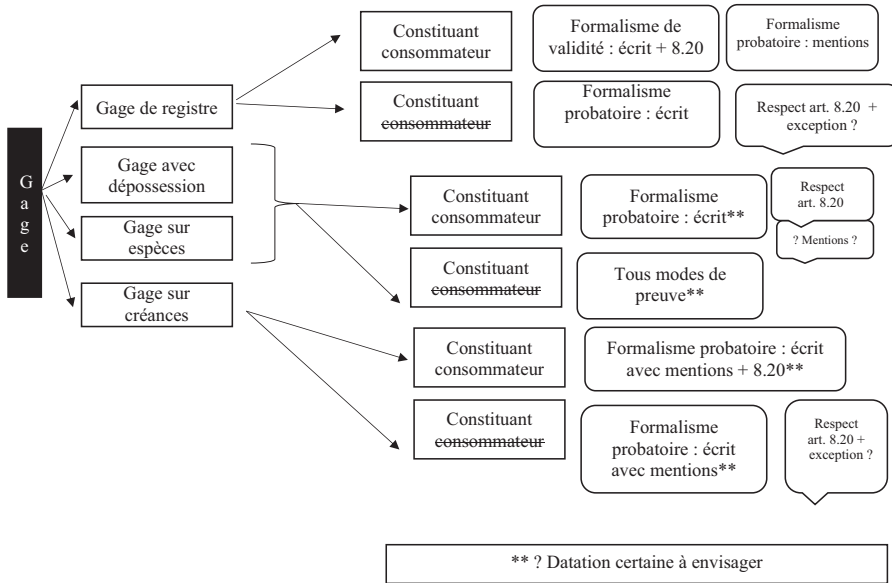 Gage
Gage de registre
Constituant
consommateur
Formalisme de
validité : écrit + 8.20
Formalisme
probatoire : mentions
Constituant
consommateur
Formalisme
probatoire : écrit
Respect art. 8.20 +
exception ?
Gage avec
dépossession
Gage sur
espèces
Constituant
consommateur
Formalisme
probatoire : écrit**
Respect
art. 8.20
? Mentions ?
Constituant
consommateur
Tous modes de
preuve**
Gage sur
créances
Constituant
consommateur
Formalisme probatoire : écrit
avec mentions + 8.20**
Constituant
consommateur
Formalisme
probatoire : écrit
avec mentions**
Respect
art. 8.20 +
exception ?
** ? Datation certaine à envisager